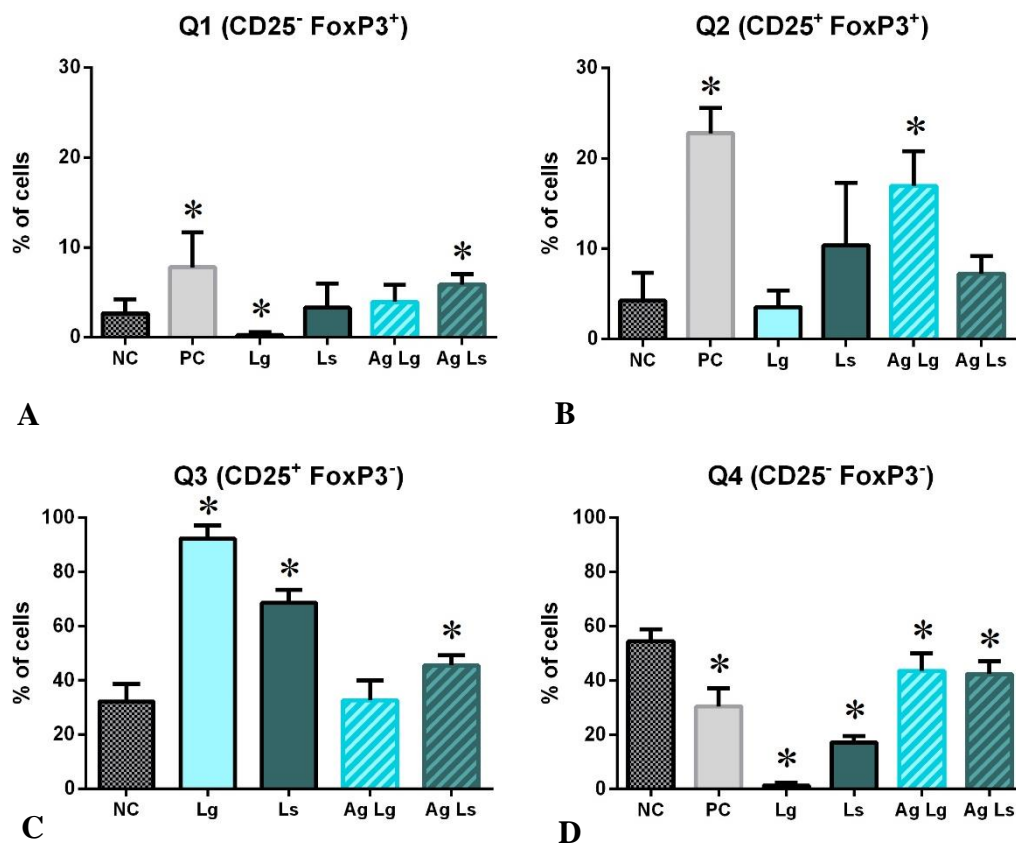 Q1 (CD25⁻ FoxP3⁺)
% of cells
30
20
10
0
*
*
*
NC PC Lg Ls Ag Lg Ag Ls
A
Q2 (CD25⁺ FoxP3⁺)
% of cells
30
20
10
0
*
*
NC PC Lg Ls Ag Lg Ag Ls
B
Q3 (CD25⁺ FoxP3⁻)
% of cells
100
80
60
40
20
0
*
*
*
NC Lg Ls Ag Lg Ag Ls
C
Q4 (CD25⁻ FoxP3⁻)
% of cells
100
80
60
40
20
0
*
*
*
*
*
NC PC Lg Ls Ag Lg Ag Ls
D